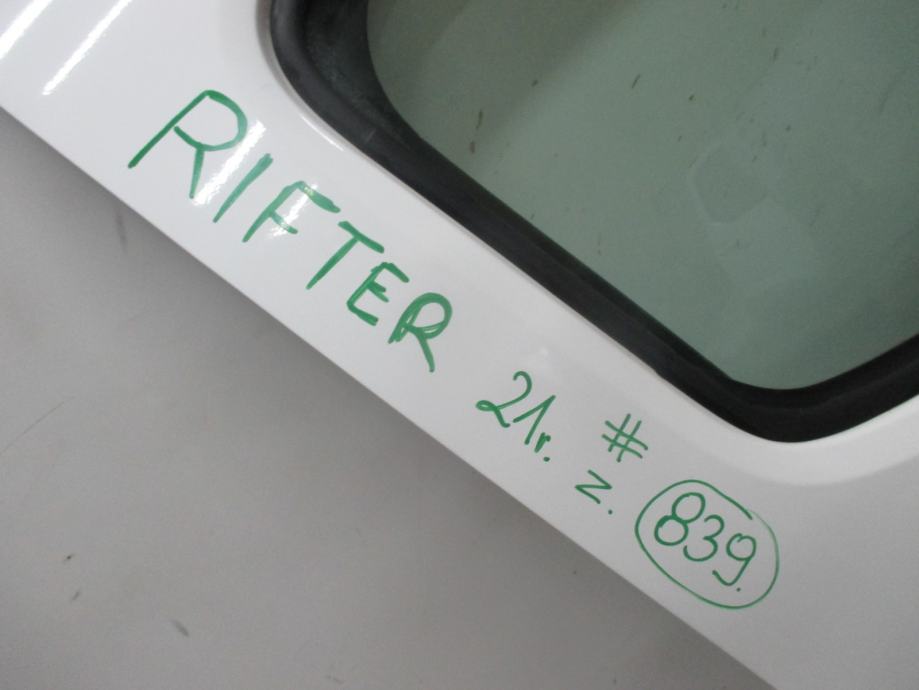 RIFTER 21r. #
z. 839.